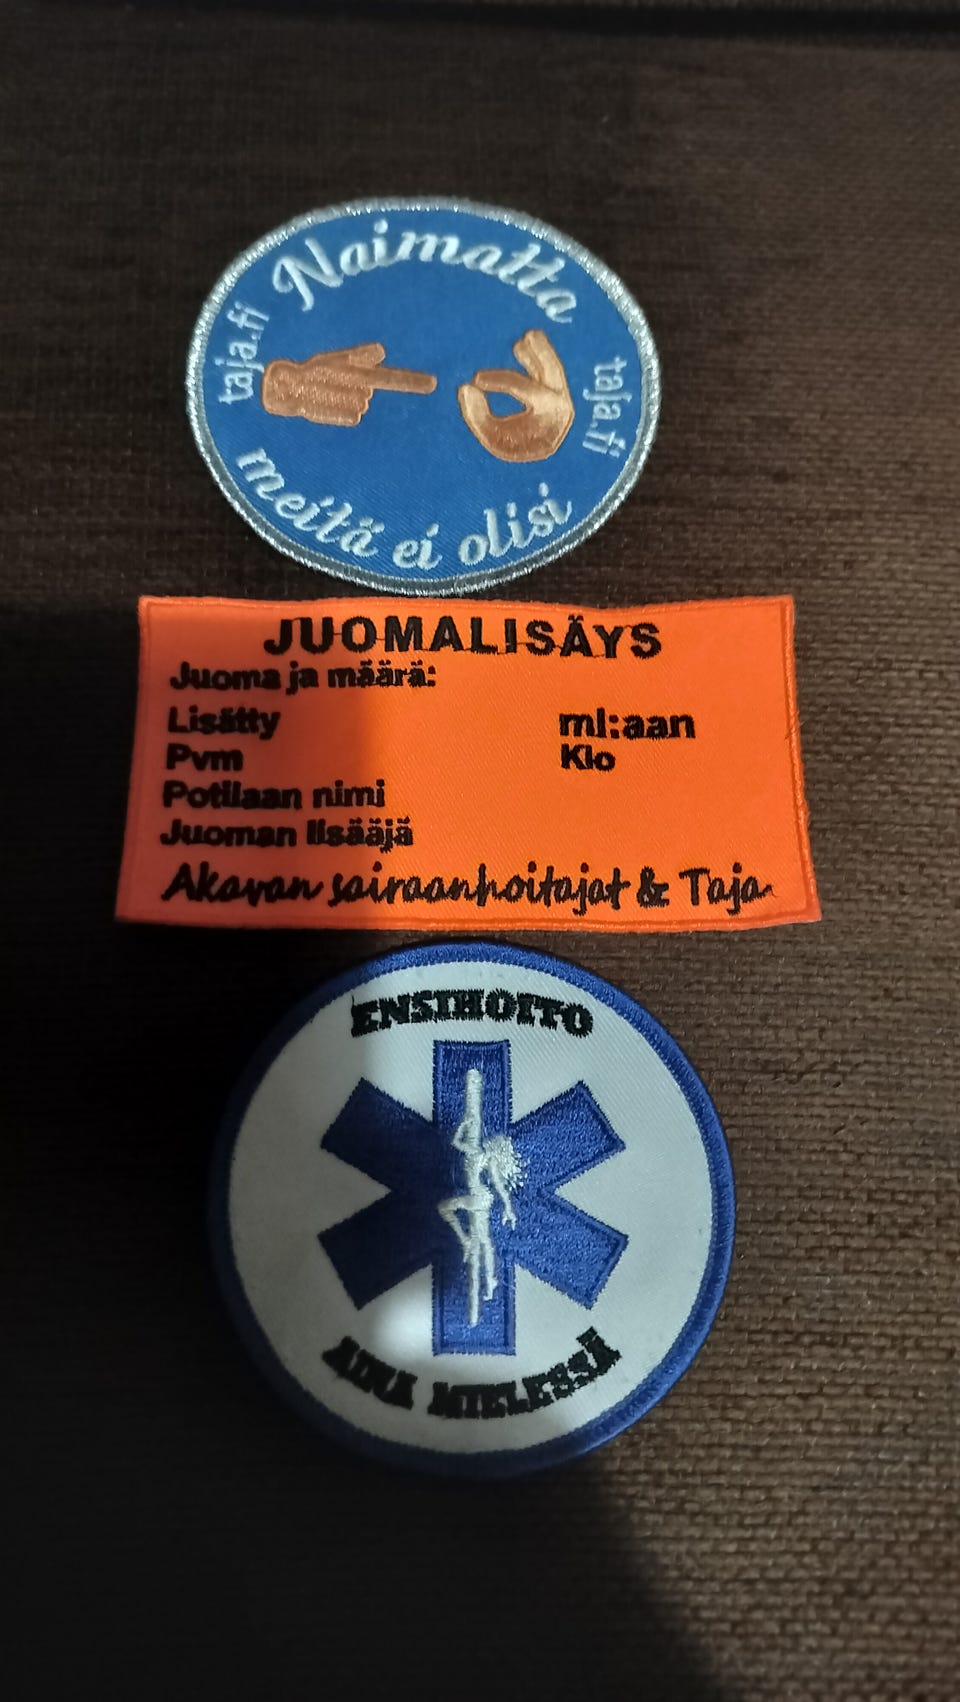 Naimatta
taja.fi
taja.fi
meitä ei olisi
JUOMALISÄYS
Juoma ja määrä:
Lisätty ml:aan
Pvm Klo
Potilaan nimi
Juoman lisääjä
Akavan sairaanhoitajat & Taja
ENSIHOITO
AINA MIELESSÄ